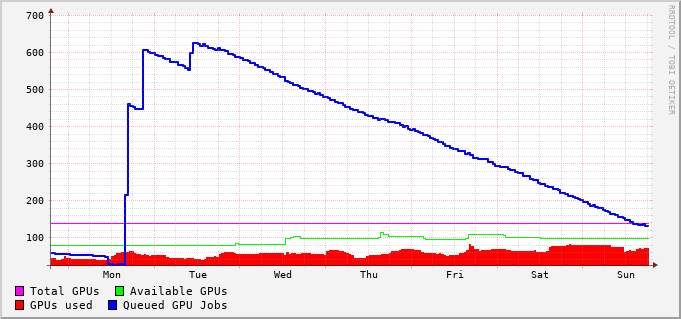 700
600
500
400
300
200
100
Mon Tue Wed Thu Fri Sat Sun
Total GPUs Available GPUs
GPUs used Queued GPU Jobs
RRDTOOL / TOBI OETIKER